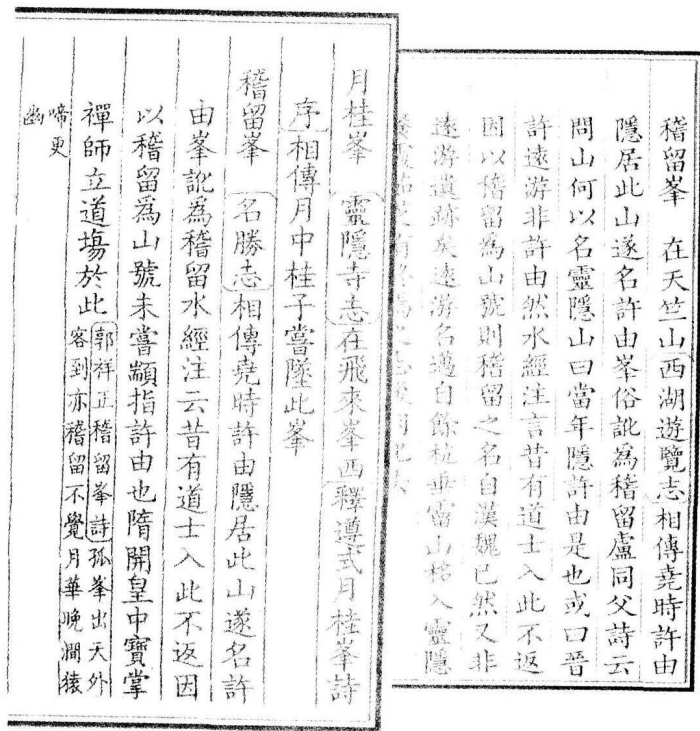 稽留峯 在天竺山西湖遊覽志相傳堯時許由
隱居此山遂名許由峯俗訛爲稽留盧同父詩云
問山何以名靈隱山曰當年隱許由是也或曰晉
許遠游非許由然水經注言昔有道士入此不返
因以稽留爲山號則稽留之名自漢魏已然又非
遠游遺跡矣遠游名邁自餘杭垂霤山移入靈隱
月桂峯 靈隱寺志在飛來峯西釋遵式月桂峯詩
序相傳月中桂子嘗墜此峯
稽留峯 名勝志相傳堯時許由隱居此山遂名許
由峯訛爲稽留水經注云昔有道士入此不返因
以稽留爲山號未嘗顓指許由也隋開皇中寶掌
禪師立道塲於此
郭祥正稽留峯詩孤峯出天外
客到亦稽留不覺月華晚澗猿
啼更
幽